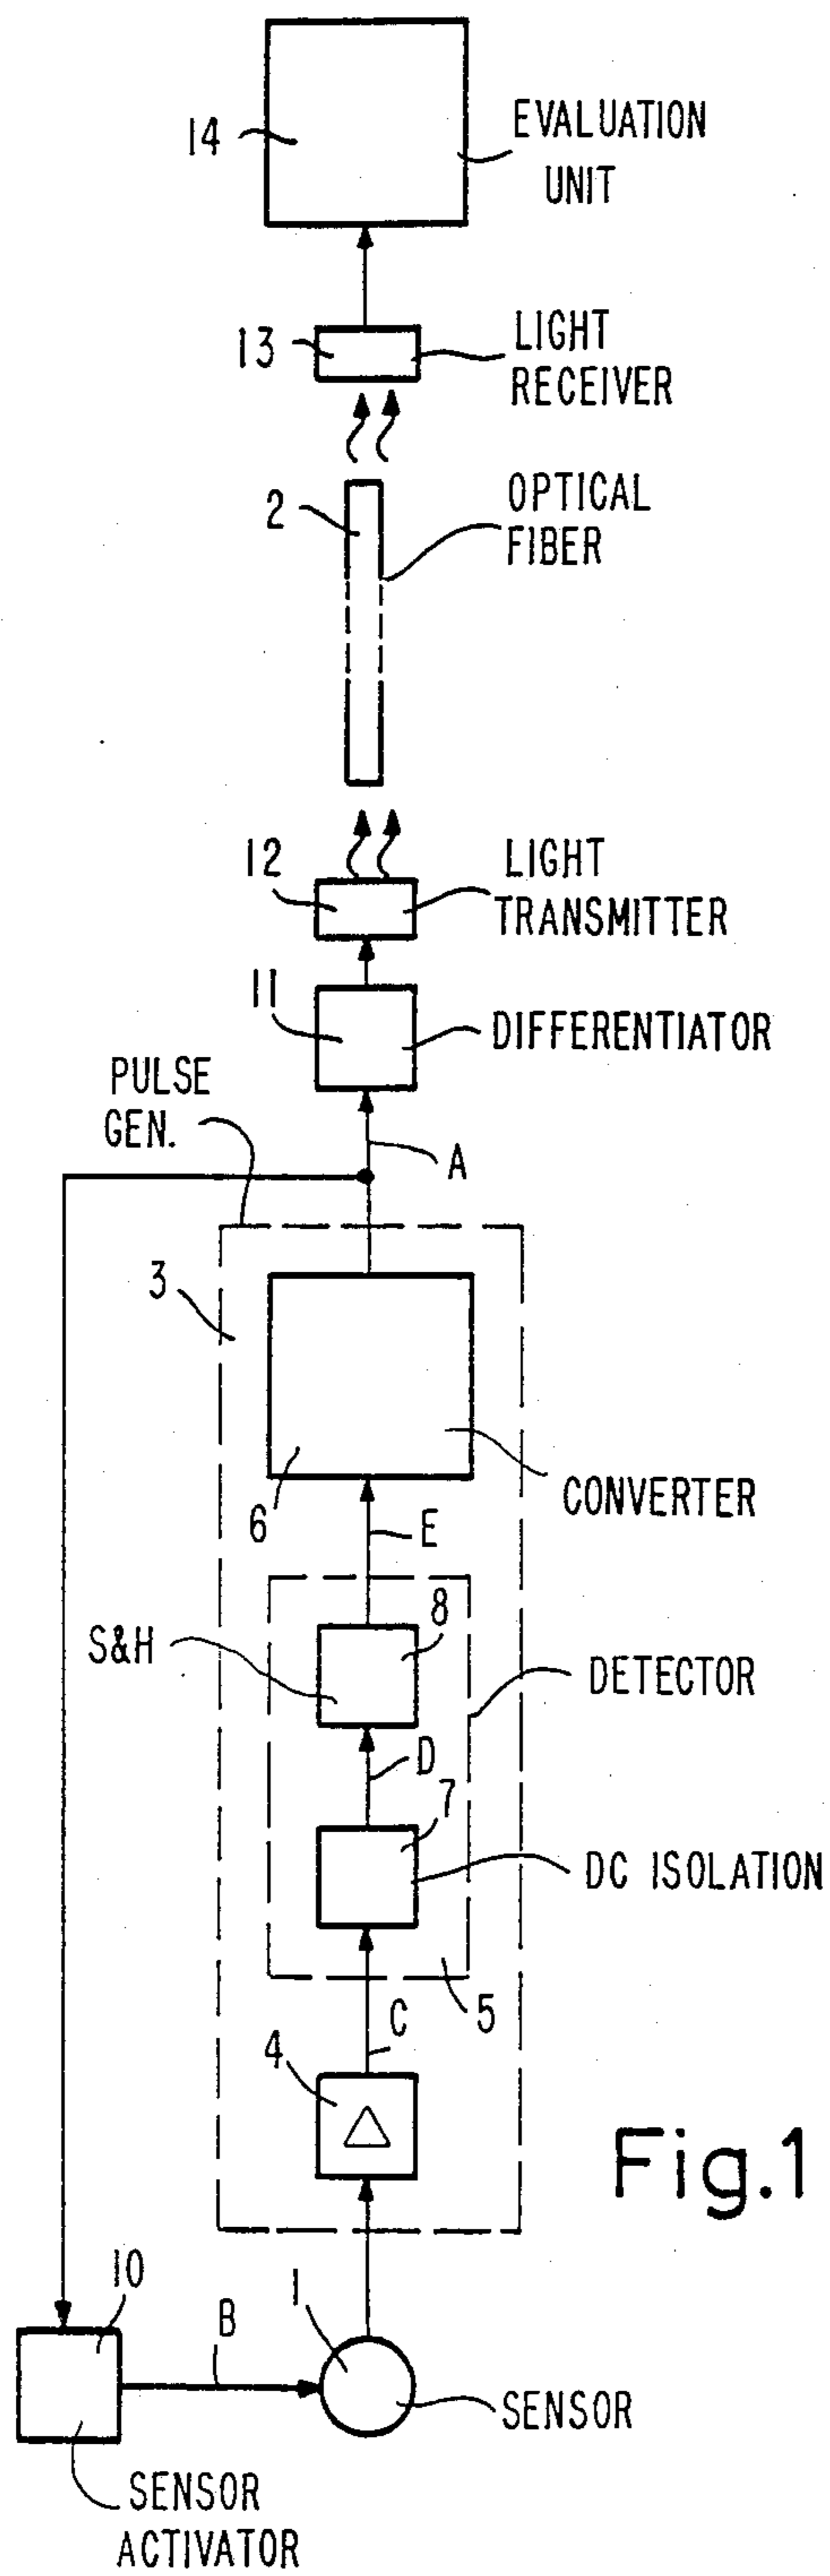 14
EVALUATION
UNIT
13
LIGHT
RECEIVER
2
OPTICAL
FIBER
12
LIGHT
TRANSMITTER
11
DIFFERENTIATOR
PULSE
GEN.
A
3
6
CONVERTER
E
8
S&H
DETECTOR
D
7
DC ISOLATION
5
C
4
Fig.1
10
B
1
SENSOR
SENSOR
ACTIVATOR